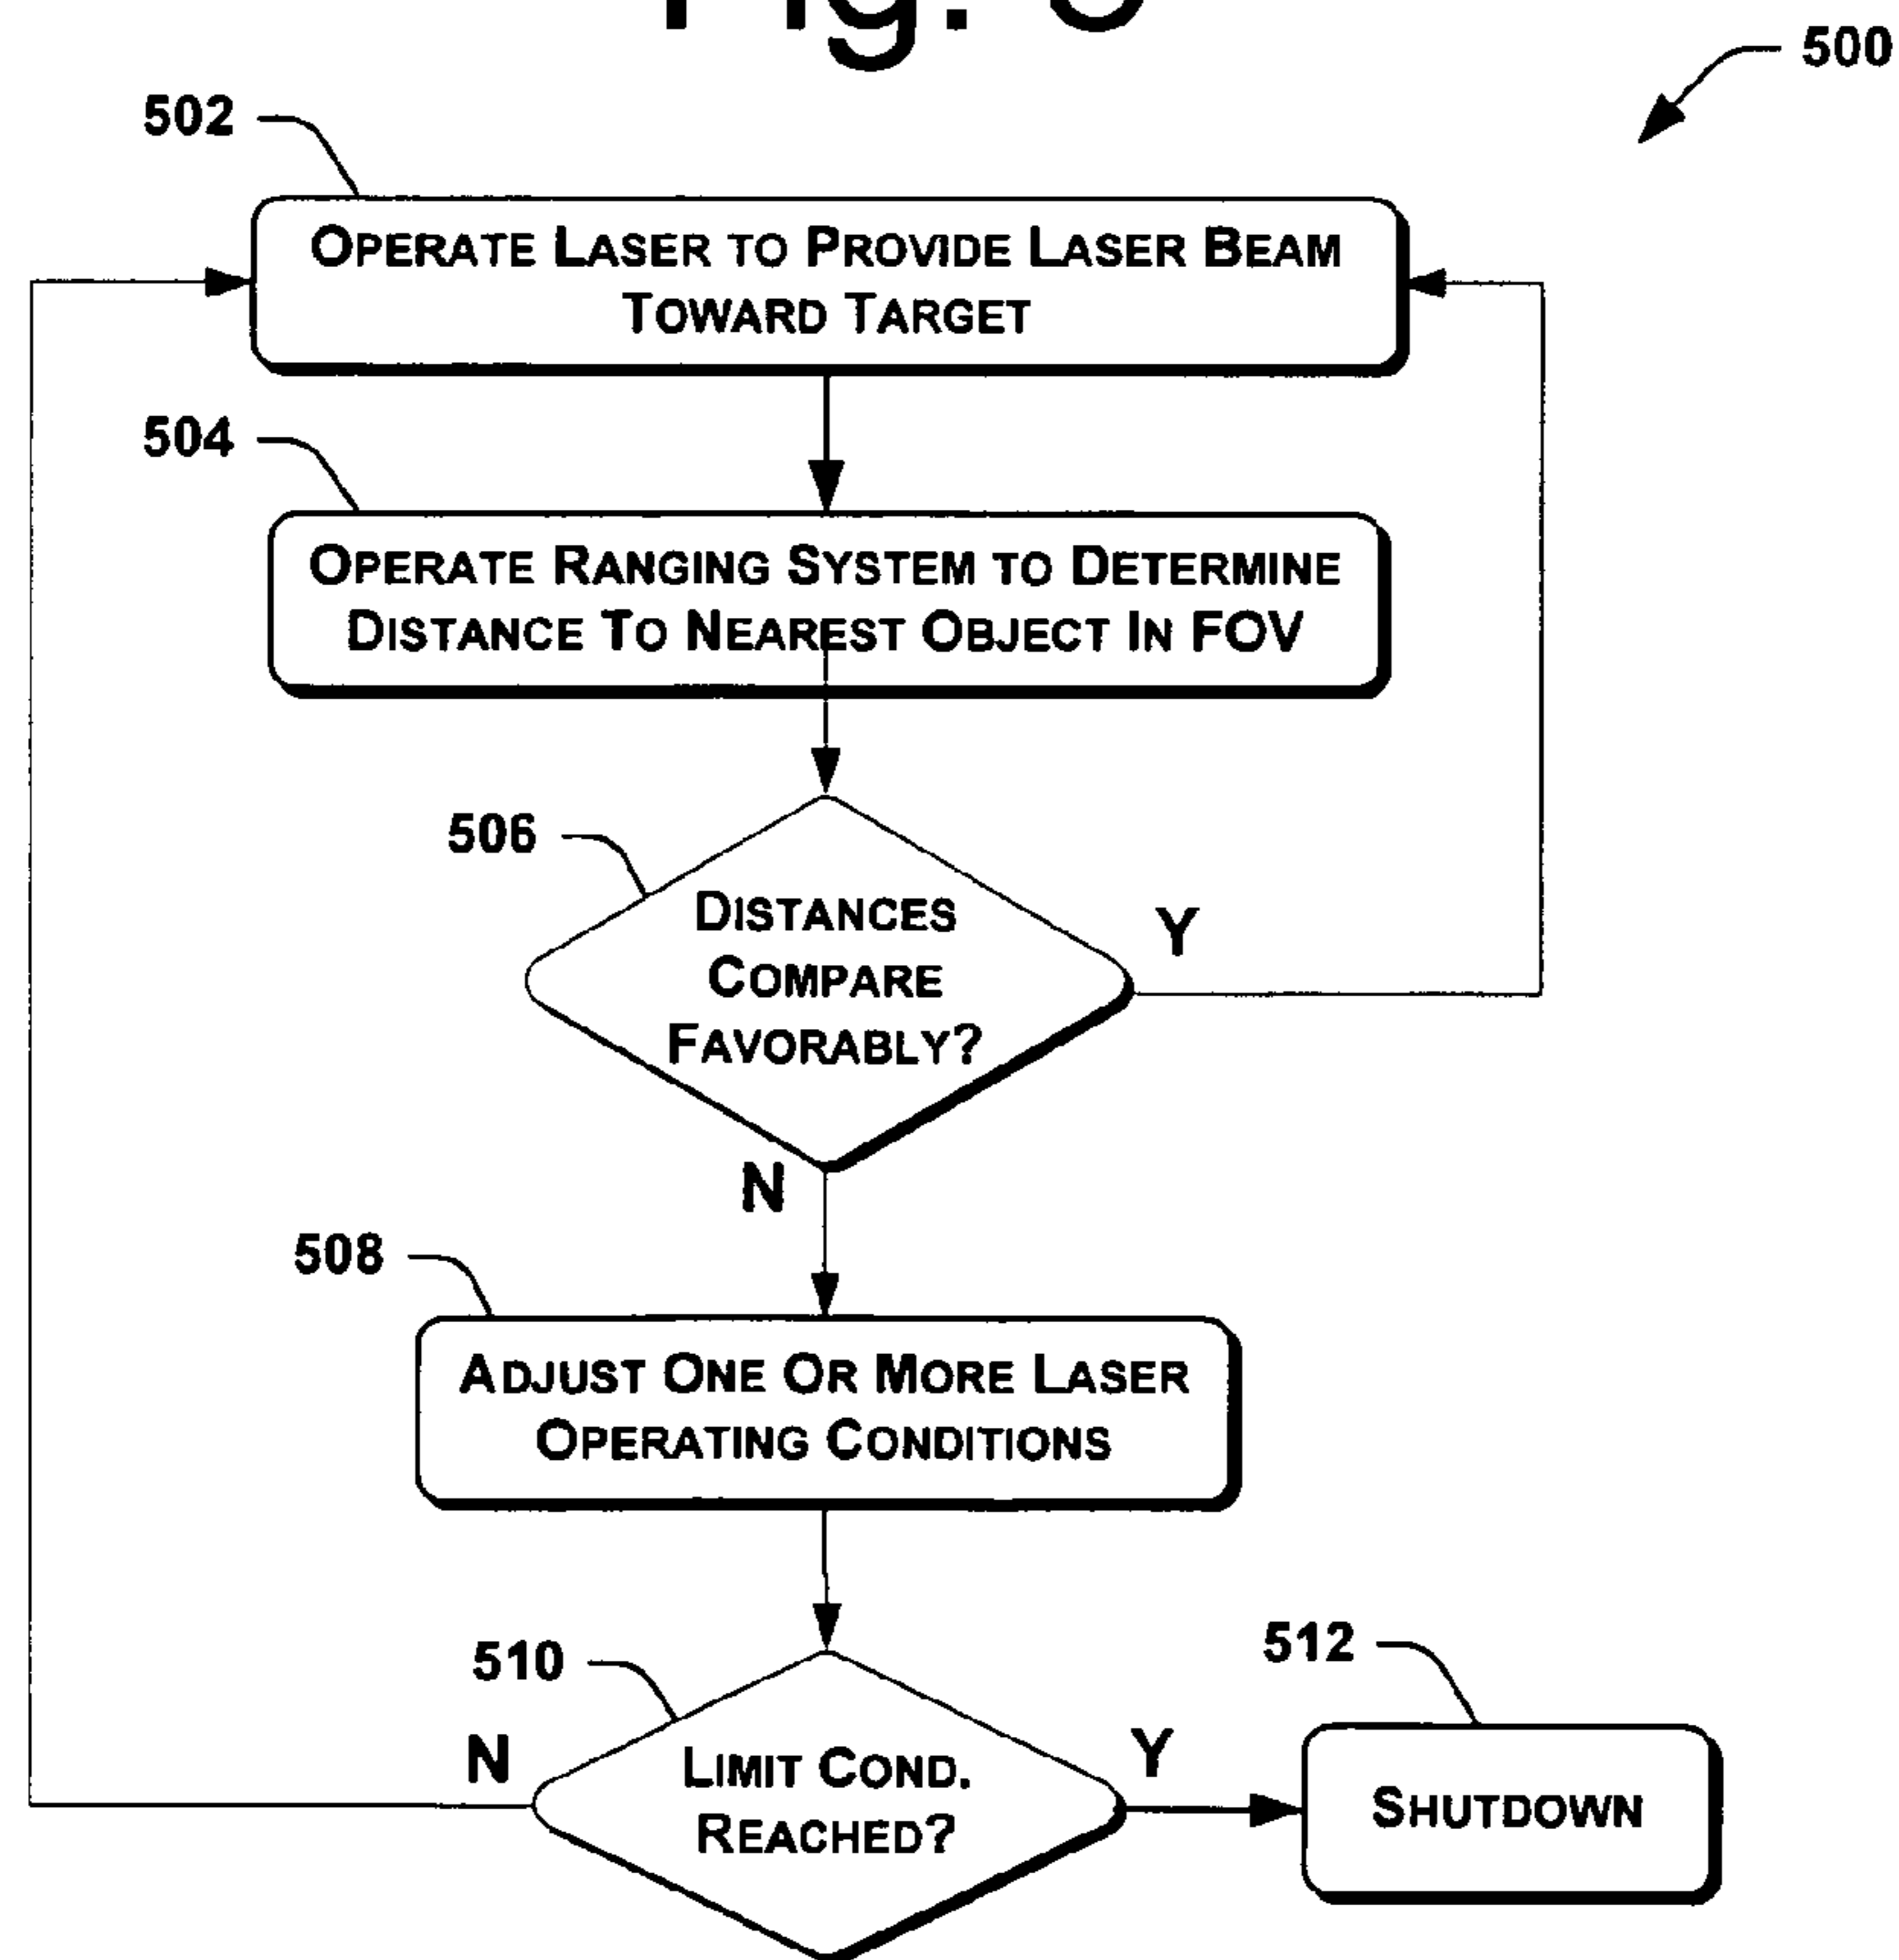 500
502
OPERATE LASER TO PROVIDE LASER BEAM
TOWARD TARGET
504
OPERATE RANGING SYSTEM TO DETERMINE
DISTANCE TO NEAREST OBJECT IN FOV
506
DISTANCES
COMPARE
FAVORABLY?
Y
N
508
ADJUST ONE OR MORE LASER
OPERATING CONDITIONS
510
512
N
LIMIT COND.
REACHED?
Y
SHUTDOWN